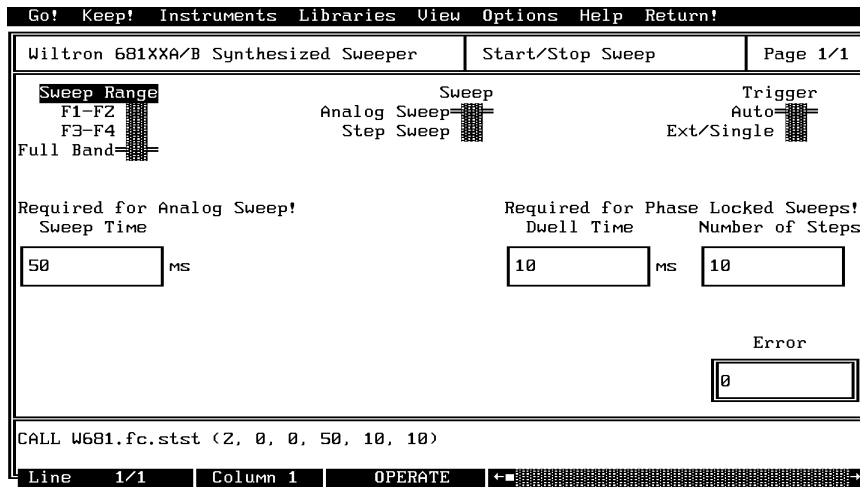 Go! Keep! Instruments Libraries View Options Help Return!
Wiltron 681XXA/B Synthesized Sweeper Start/Stop Sweep Page 1/1
Sweep Range Sweep Trigger
F1-F2 Analog Sweep Auto
F3-F4 Step Sweep Ext/Single
Full Band
Required for Analog Sweep! Required for Phase Locked Sweeps!
Sweep Time Dwell Time Number of Steps
50 ms 10 ms 10
Error
0
CALL W681.fc.stst (2, 0, 0, 50, 10, 10)
Line 1/1 Column 1 OPERATE